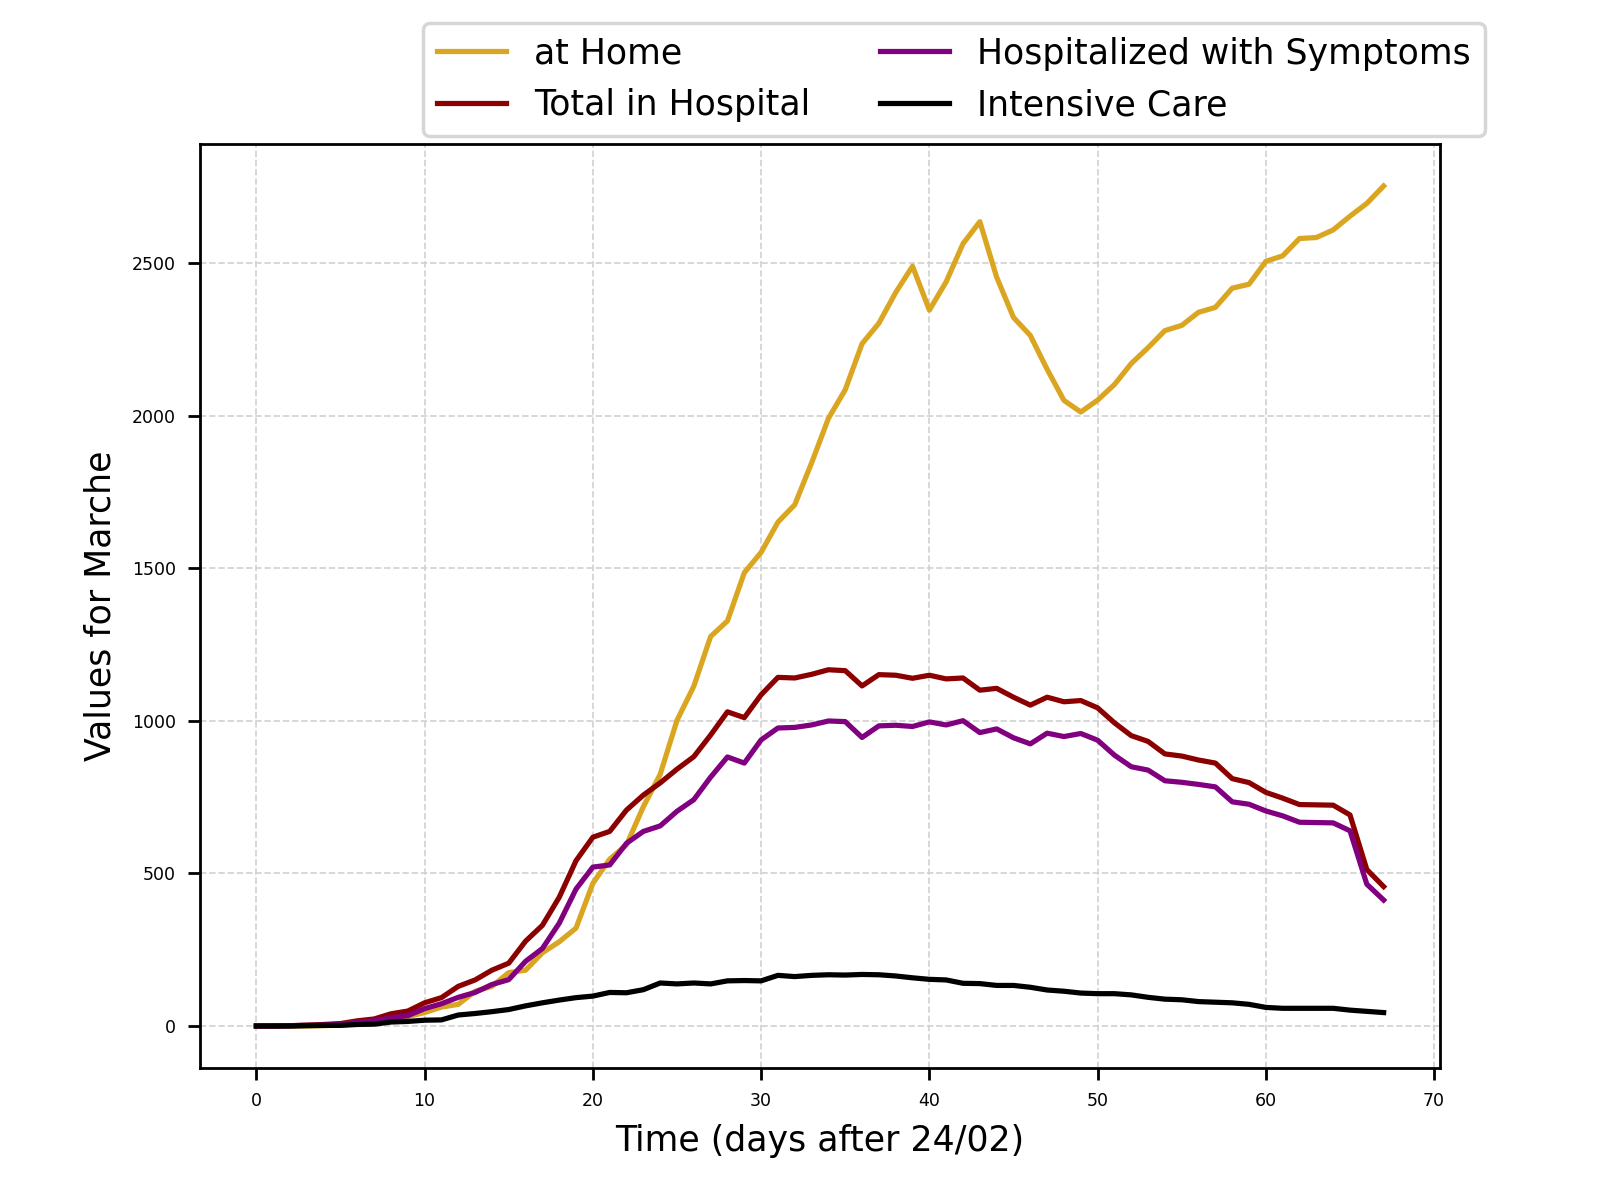 at Home
Total in Hospital
Hospitalized with Symptoms
Intensive Care
Values for Marche
2500
2000
1500
1000
500
0
0 10 20 30 40 50 60 70
Time (days after 24/02)